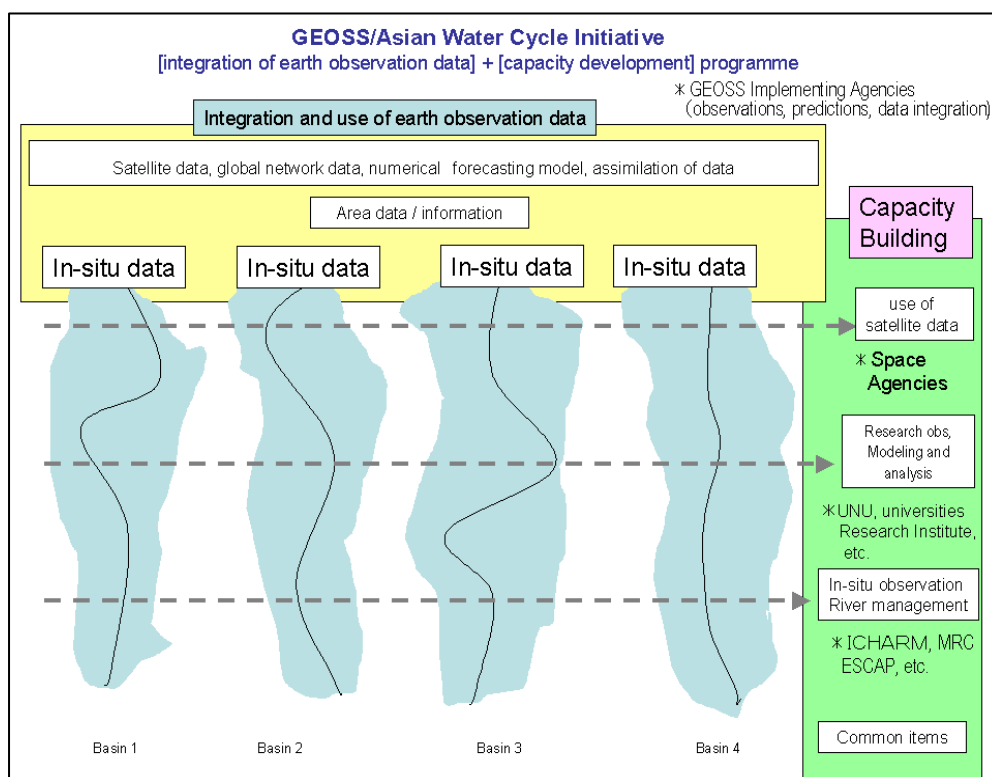 GEOSS/Asian Water Cycle Initiative
[integration of earth observation data] + [capacity development] programme
* GEOSS Implementing Agencies
(observations, predictions, data integration)
Integration and use of earth observation data
Satellite data, global network data, numerical forecasting model, assimilation of data
Area data / information
Capacity
Building
In-situ data
In-situ data
In-situ data
In-situ data
use of
satellite data
* Space
Agencies
Research obs,
Modeling and
analysis
* UNU, universities
Research Institute,
etc.
In-situ observation
River management
* ICHARM, MRC
ESCAP, etc.
Common items
Basin 1
Basin 2
Basin 3
Basin 4